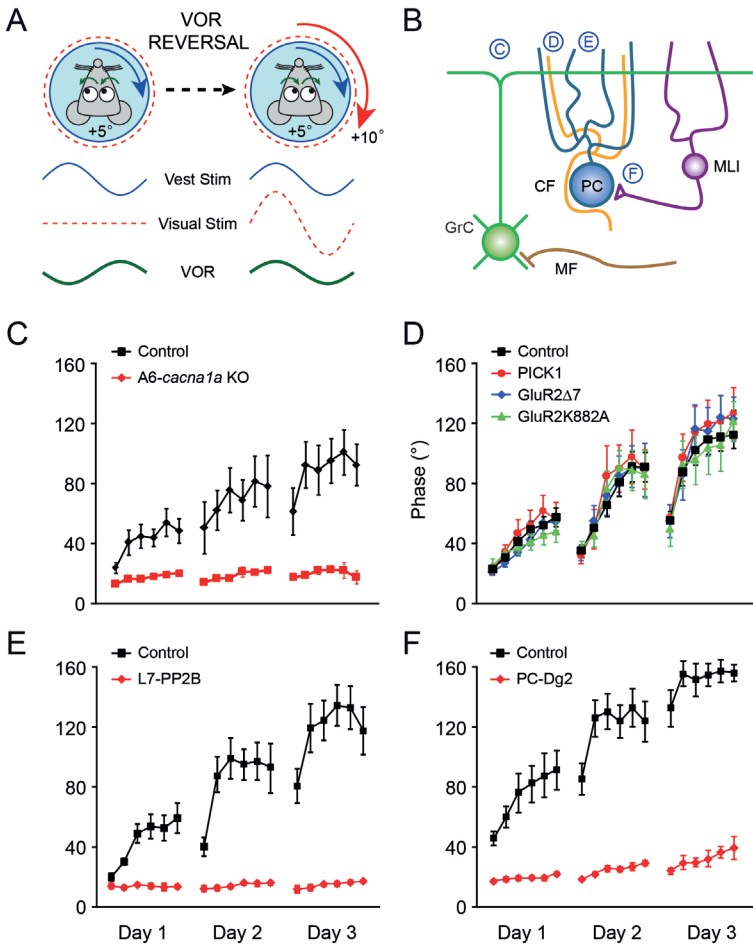 A
VOR
REVERSAL
+5°
+5°
+10°
Vest Stim
Visual Stim
VOR
B
C
D
E
F
CF
PC
MLI
GrC
MF
C
160
120
80
40
0
Control
A6-cacna1a KO
D
160
120
80
40
0
Phase (°)
Control
PICK1
GluR2Δ7
GluR2K882A
E
160
120
80
40
0
Control
L7-PP2B
Day 1
Day 2
Day 3
F
160
120
80
40
0
Control
PC-Dg2
Day 1
Day 2
Day 3